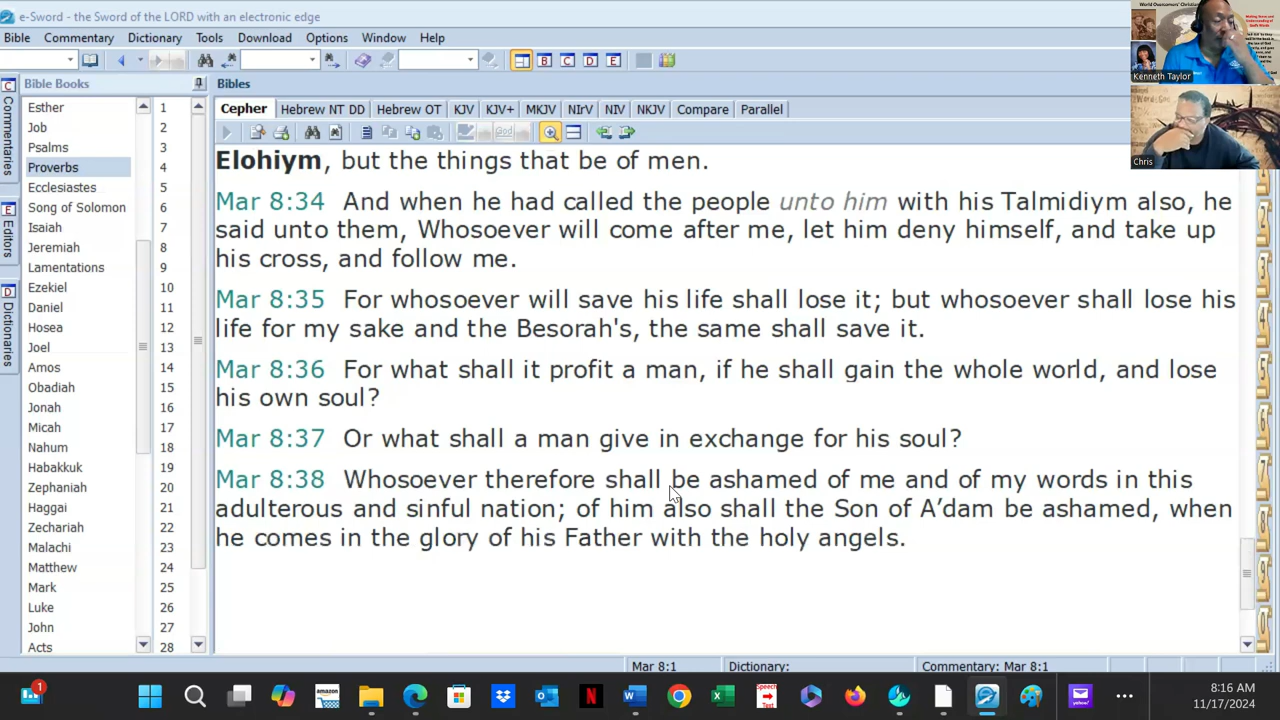 e-Sword - the Sword of the LORD with an electronic edge
World Overcomers' Christian
Bible Commentary Dictionary Tools Download Options Window Help
Kenneth Taylor
Bible Books
Bibles
B C D E
Commentaries
Editors
Dictionaries
Cepher Hebrew NT DD Hebrew OT KJV KJV+ MKJV NIrV NIV NKJV Compare Parallel
God
Chris
Esther 1
Job 2
Psalms 3
Proverbs 4
Ecclesiastes 5
Song of Solomon 6
Isaiah 7
Jeremiah 8
Lamentations 9
Ezekiel 10
Daniel 11
Hosea 12
Joel 13
Amos 14
Obadiah 15
Jonah 16
Micah 17
Nahum 18
Habakkuk 19
Zephaniah 20
Haggai 21
Zechariah 22
Malachi 23
Matthew 24
Mark 25
Luke 26
John 27
Acts 28
Elohiym, but the things that be of men.
Mar 8:34 And when he had called the people unto him with his Talmidiym also, he
said unto them, Whosoever will come after me, let him deny himself, and take up
his cross, and follow me.
Mar 8:35 For whosoever will save his life shall lose it; but whosoever shall lose his
life for my sake and the Besorah's, the same shall save it.
Mar 8:36 For what shall it profit a man, if he shall gain the whole world, and lose
his own soul?
Mar 8:37 Or what shall a man give in exchange for his soul?
Mar 8:38 Whosoever therefore shall be ashamed of me and of my words in this
adulterous and sinful nation; of him also shall the Son of A’dam be ashamed, when
he comes in the glory of his Father with the holy angels.
Mar 8:1 Dictionary: Commentary: Mar 8:1
1
amazon
N
Speech
Text
yahoo!
8:16 AM
11/17/2024